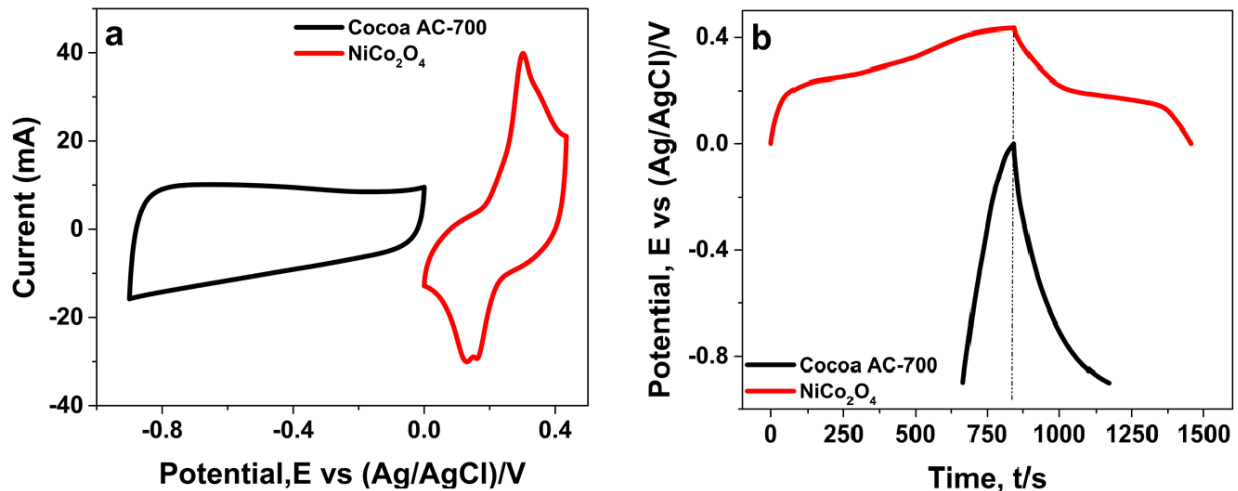 a
Cocoa AC-700
NiCo₂O₄
40
20
0
-20
-40
-0.8
-0.4
0.0
0.4
Current (mA)
Potential,E vs (Ag/AgCl)/V
b
0.4
0.0
-0.4
-0.8
Cocoa AC-700
NiCo₂O₄
0
250
500
750
1000
1250
1500
Potential, E vs (Ag/AgCl)/V
Time, t/s